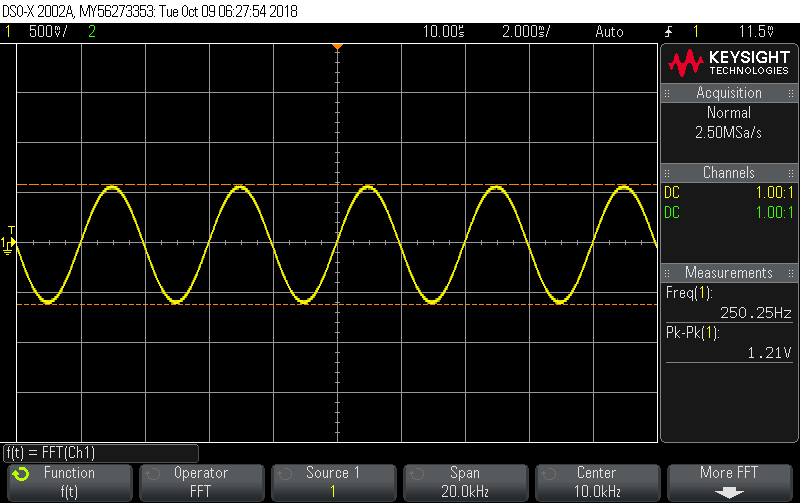 DSO-X 2002A, MY56273353: Tue Oct 09 06:27:54 2018
1 500mV/ 2 10.00s 2.000s/ Auto 1 11.5mV
KEYSIGHT
TECHNOLOGIES
Acquisition
Normal
2.50MSa/s
Channels
DC 1.00:1
DC 1.00:1
Measurements
Freq(1):
250.25Hz
Pk-Pk(1):
1.21V
T
1
f(t) = FFT(Ch1)
Function
f(t)
Operator
FFT
Source 1
1
Span
20.0kHz
Center
10.0kHz
More FFT